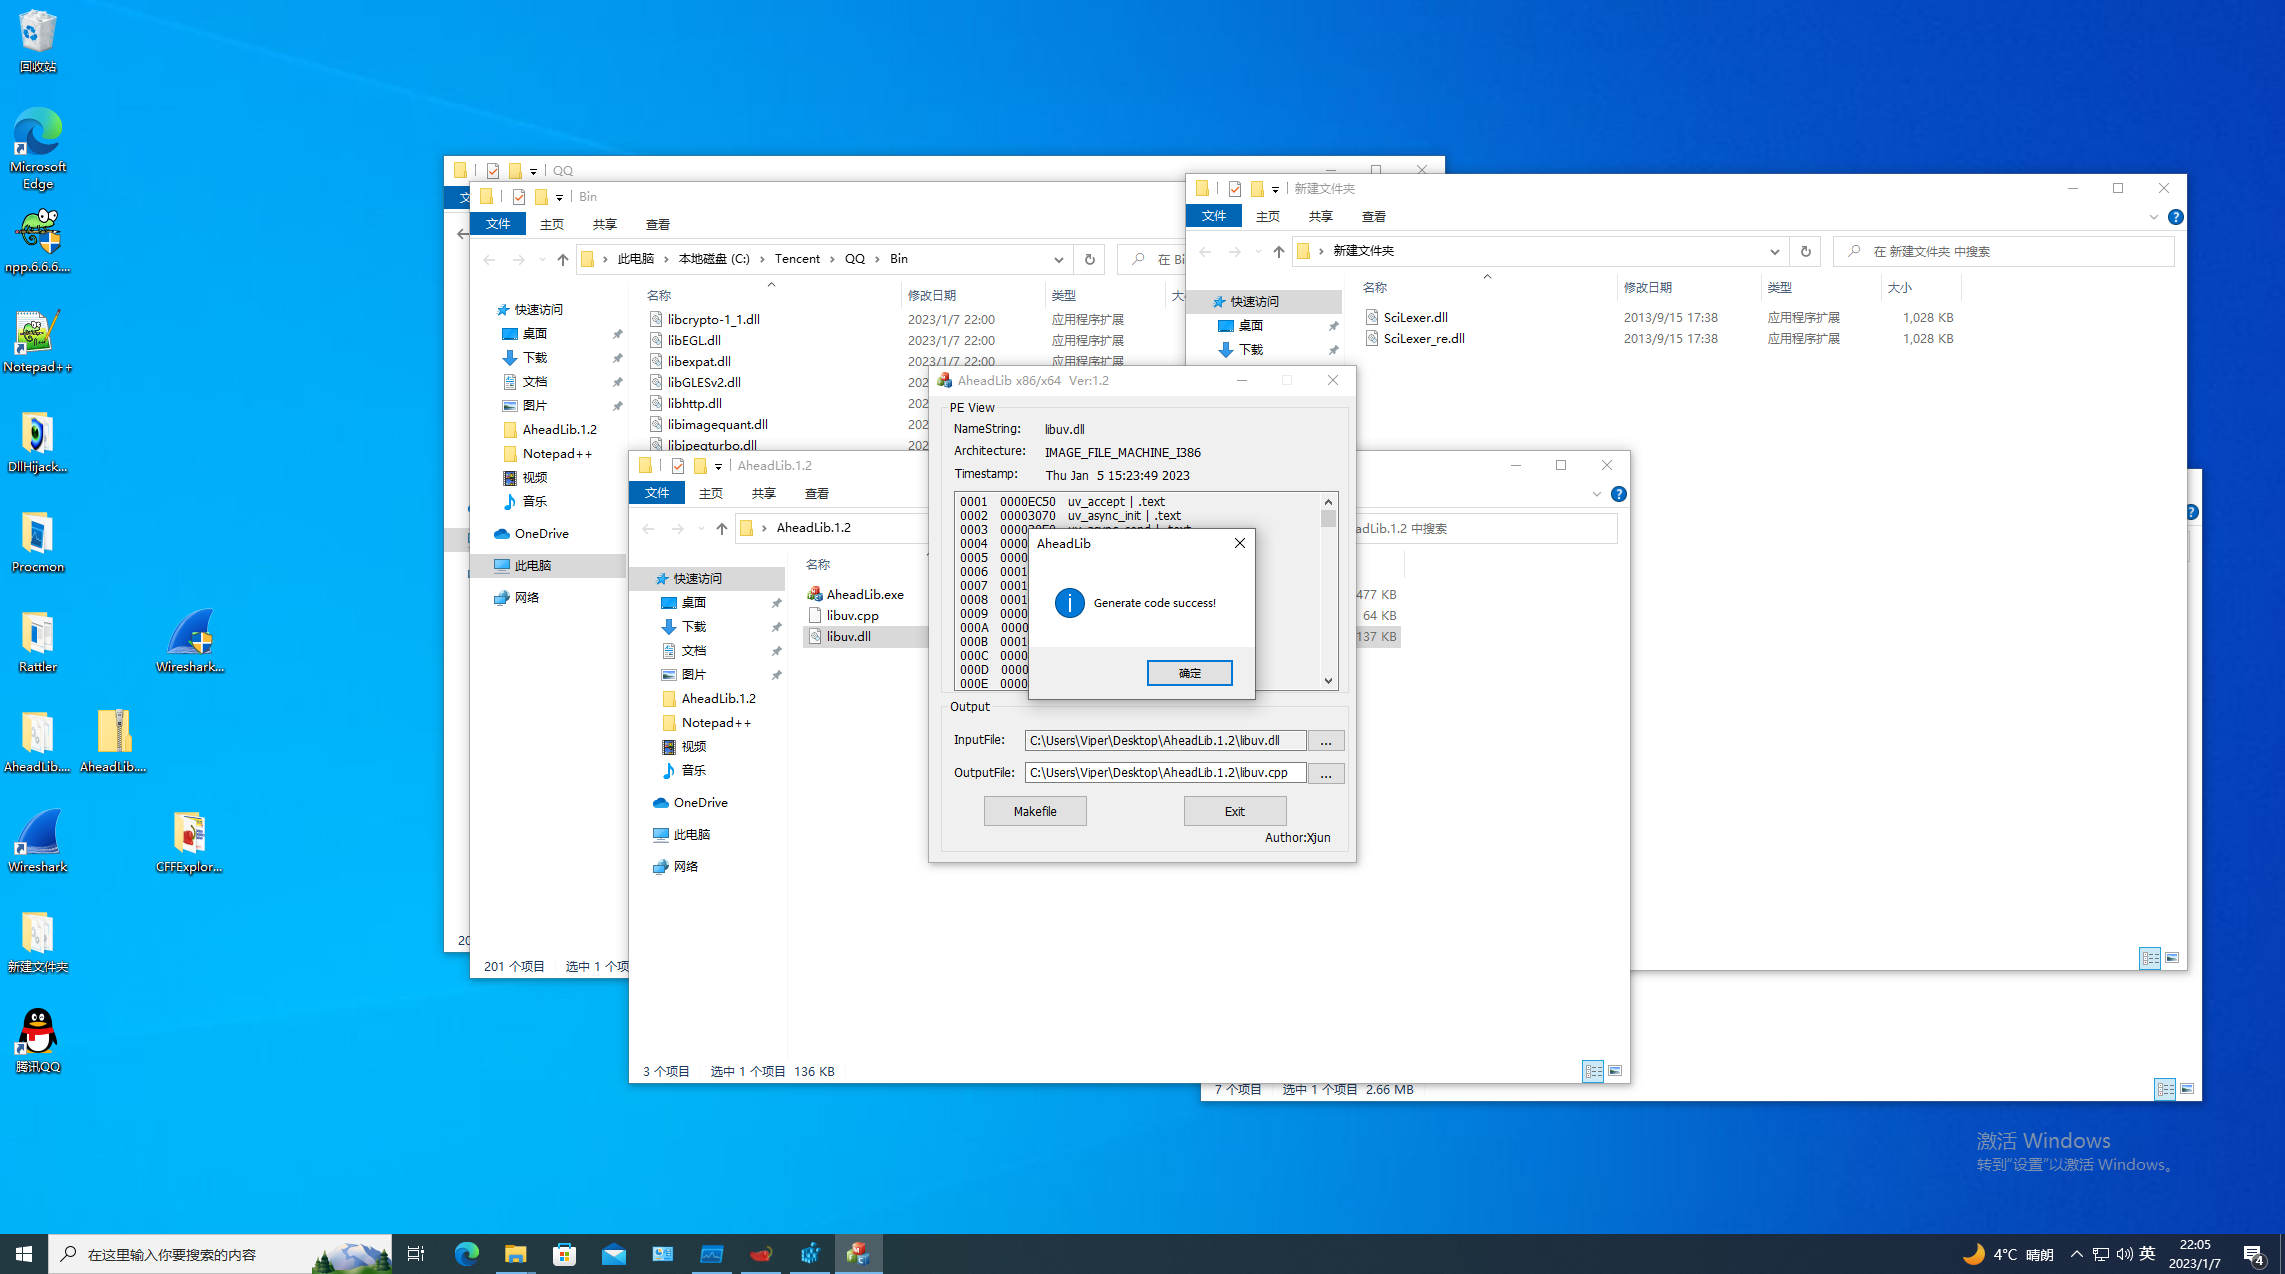 回收站
Microsoft
Edge
npp.6.6.6....
Notepad++
DllHijack...
Procmon
Rattler
Wireshark...
AheadLib....
AheadLib....
Wireshark
CFFExplor...
新建文件夹
腾讯QQ
QQ
Bin
文件
主页
共享
查看
此电脑
本地磁盘 (C:)
Tencent
QQ
Bin
名称
修改日期
类型
快速访问
桌面
下载
文档
图片
AheadLib.1.2
Notepad++
视频
音乐
OneDrive
此电脑
网络
libcrypto-1_1.dll 2023/1/7 22:00 应用程序扩展
libEGL.dll 2023/1/7 22:00 应用程序扩展
libexpat.dll 2023/1/7 22:00 应用程序扩展
libGLESv2.dll 202
libhttp.dll 202
libimagequant.dll 202
libjpegturbo.dll 202
201 个项目 选中 1 个项
新建文件夹
文件 主页 共享 查看
新建文件夹
在 新建文件夹 中搜索
名称 修改日期 类型 大小
快速访问
桌面
下载
SciLexer.dll 2013/9/15 17:38 应用程序扩展 1,028 KB
SciLexer_re.dll 2013/9/15 17:38 应用程序扩展 1,028 KB
AheadLib.1.2
文件 主页 共享 查看
AheadLib.1.2
dLib.1.2 中搜索
名称
快速访问
桌面
下载
文档
图片
AheadLib.1.2
Notepad++
视频
音乐
OneDrive
此电脑
网络
AheadLib.exe 477 KB
libuv.cpp 64 KB
libuv.dll 137 KB
3 个项目 选中 1 个项目 136 KB
7 个项目 选中 1 个项目 2.66 MB
AheadLib x86/x64 Ver:1.2
PE View
NameString: libuv.dll
Architecture: IMAGE_FILE_MACHINE_I386
Timestamp: Thu Jan 5 15:23:49 2023
0001 0000EC50 uv_accept | .text
0002 00003070 uv_async_init | .text
0003
0004 0000
0005 0000
0006 0001
0007 0001
0008 0001
0009 0000
000A 0000
000B 0001
000C 0000
000D 0000
000E 0000
AheadLib
Generate code success!
确定
Output
InputFile: C:\Users\Viper\Desktop\AheadLib.1.2\libuv.dll ...
OutputFile: C:\Users\Viper\Desktop\AheadLib.1.2\libuv.cpp ...
Makefile Exit
Author:Xjun
激活 Windows
转到"设置"以激活 Windows。
在这里输入你要搜索的内容
4°C 晴朗
英
22:05
2023/1/7
4